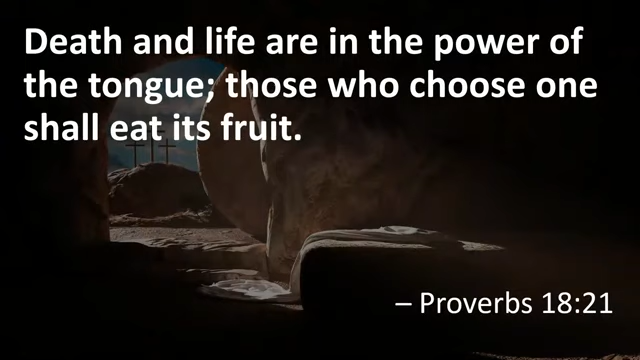 Death and life are in the power of
the tongue; those who choose one
shall eat its fruit.
– Proverbs 18:21